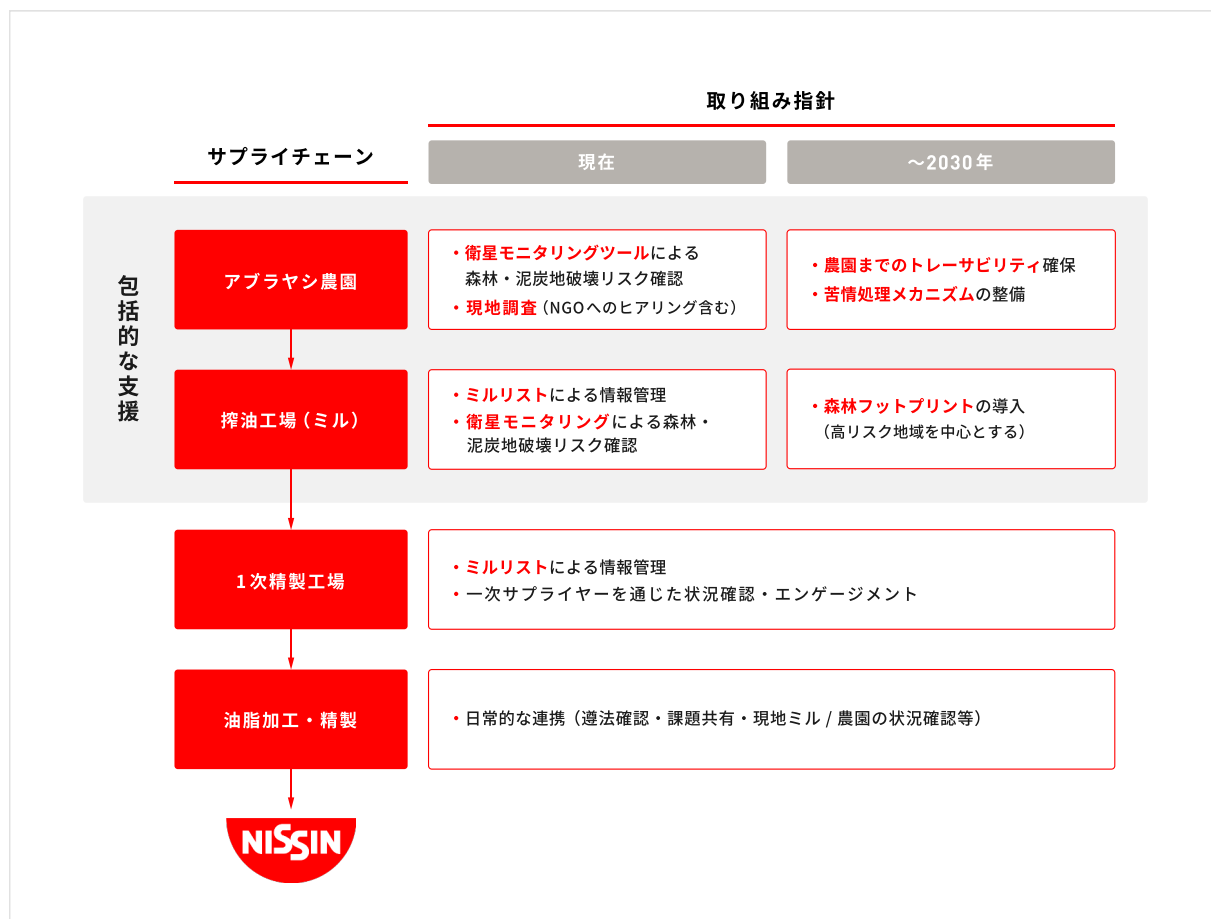 取り組み指針
サプライチェーン
現在
～2030年
包括的な支援
アブラヤシ農園
・衛星モニタリングツールによる
森林・泥炭地破壊リスク確認
・現地調査（NGOへのヒアリング含む）
・農園までのトレーサビリティ確保
・苦情処理メカニズムの整備
搾油工場（ミル）
・ミルリストによる情報管理
・衛星モニタリングによる森林・
泥炭地破壊リスク確認
・森林フットプリントの導入
（高リスク地域を中心とする）
1次精製工場
・ミルリストによる情報管理
・一次サプライヤーを通じた状況確認・エンゲージメント
油脂加工・精製
・日常的な連携（遵法確認・課題共有・現地ミル / 農園の状況確認等）
NISSIN